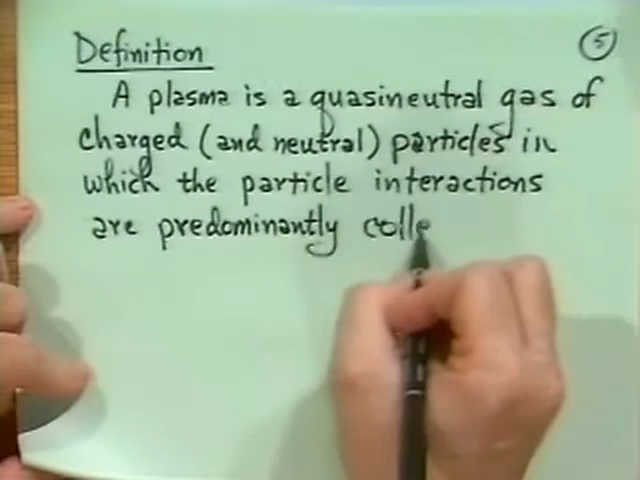 Definition
5
A plasma is a quasineutral gas of
charged (and neutral) particles in
which the particle interactions
are predominantly colle